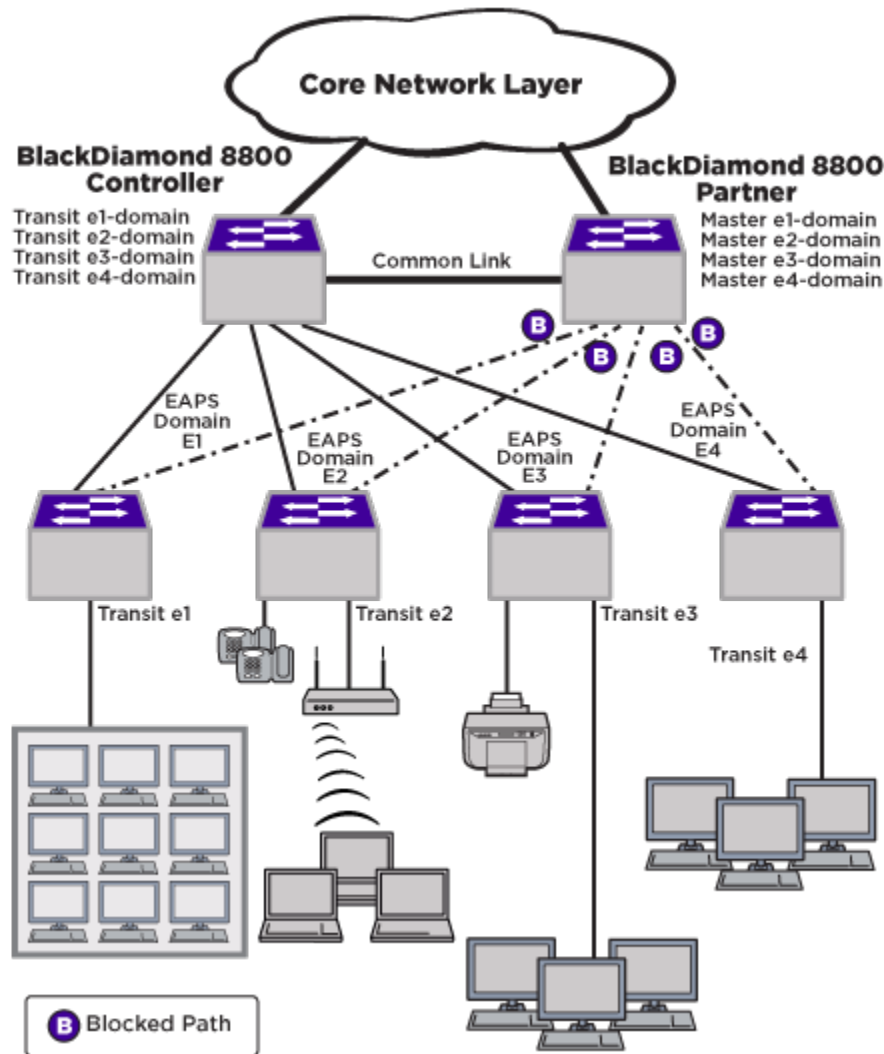 Core Network Layer
BlackDiamond 8800
Controller
Transit e1-domain
Transit e2-domain
Transit e3-domain
Transit e4-domain
BlackDiamond 8800
Partner
Master e1-domain
Master e2-domain
Master e3-domain
Master e4-domain
Common Link
B
B
B
B
EAPS
Domain
E1
EAPS
Domain
E2
EAPS
Domain
E3
EAPS
Domain
E4
Transit e1
Transit e2
Transit e3
Transit e4
B Blocked Path